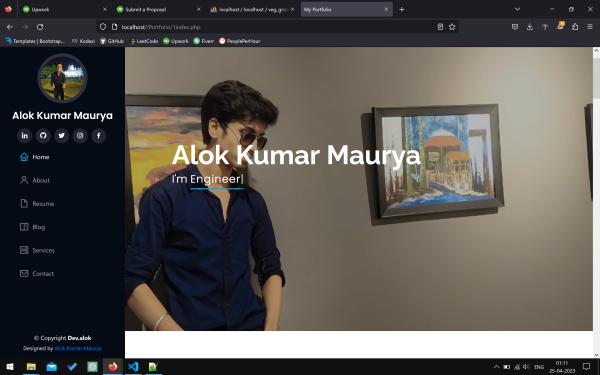 Upwork
Submit a Proposal
localhost / localhost / veg_gro
My Portfolio
localhost/iPortfolio/1index.php
Templates | Bootstrap...
Kodezi
GitHub
LeetCode
Upwork
Fiverr
PeoplePerHour
Alok Kumar Maurya
Home
About
Resume
Blog
Services
Contact
© Copyright Dev.alok
Designed by Alok Kumar Maurya
Alok Kumar Maurya
I'm Engineer
ENG
01:11
25-04-2023